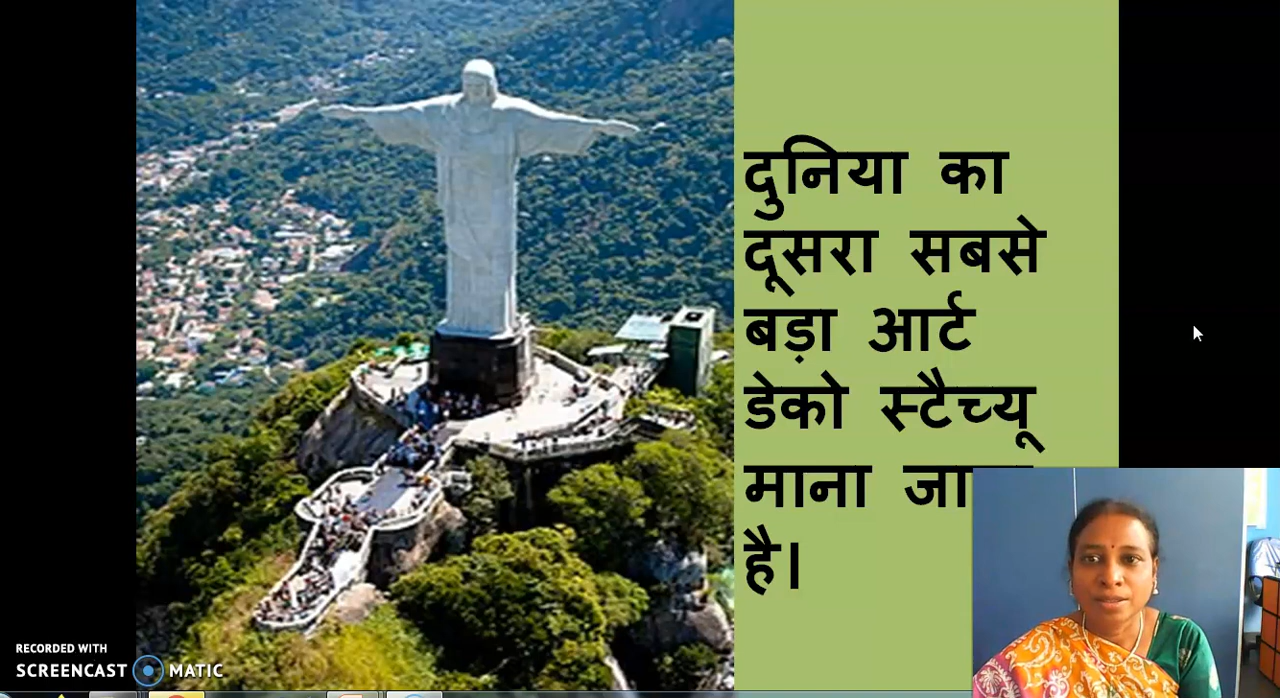 दुनिया का
दूसरा सबसे
बड़ा आर्ट
डेको स्टैच्यू
माना
है।
RECORDED WITH
SCREENCAST MATIC